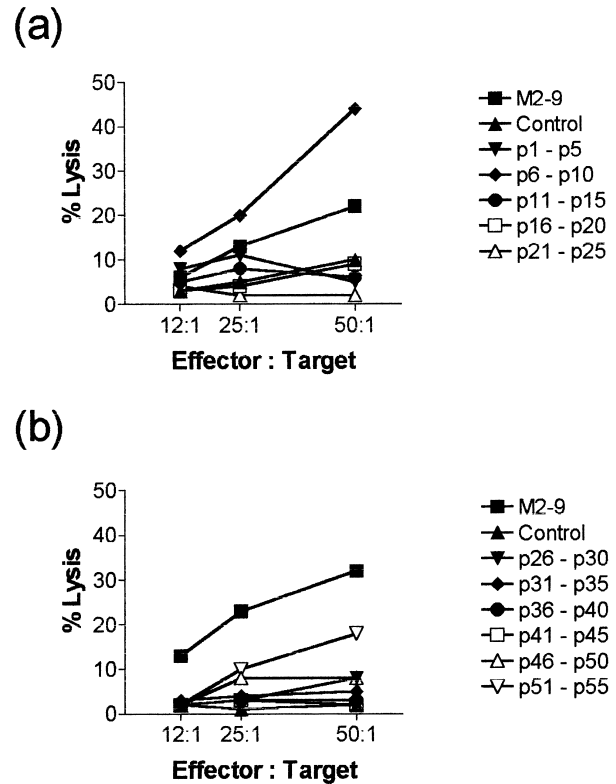 (a)
50
40
30
20
10
0
% Lysis
12:1 25:1 50:1
Effector : Target
M2-9
Control
p1 - p5
p6 - p10
p11 - p15
p16 - p20
p21 - p25
(b)
50
40
30
20
10
0
% Lysis
12:1 25:1 50:1
Effector : Target
M2-9
Control
p26 - p30
p31 - p35
p36 - p40
p41 - p45
p46 - p50
p51 - p55